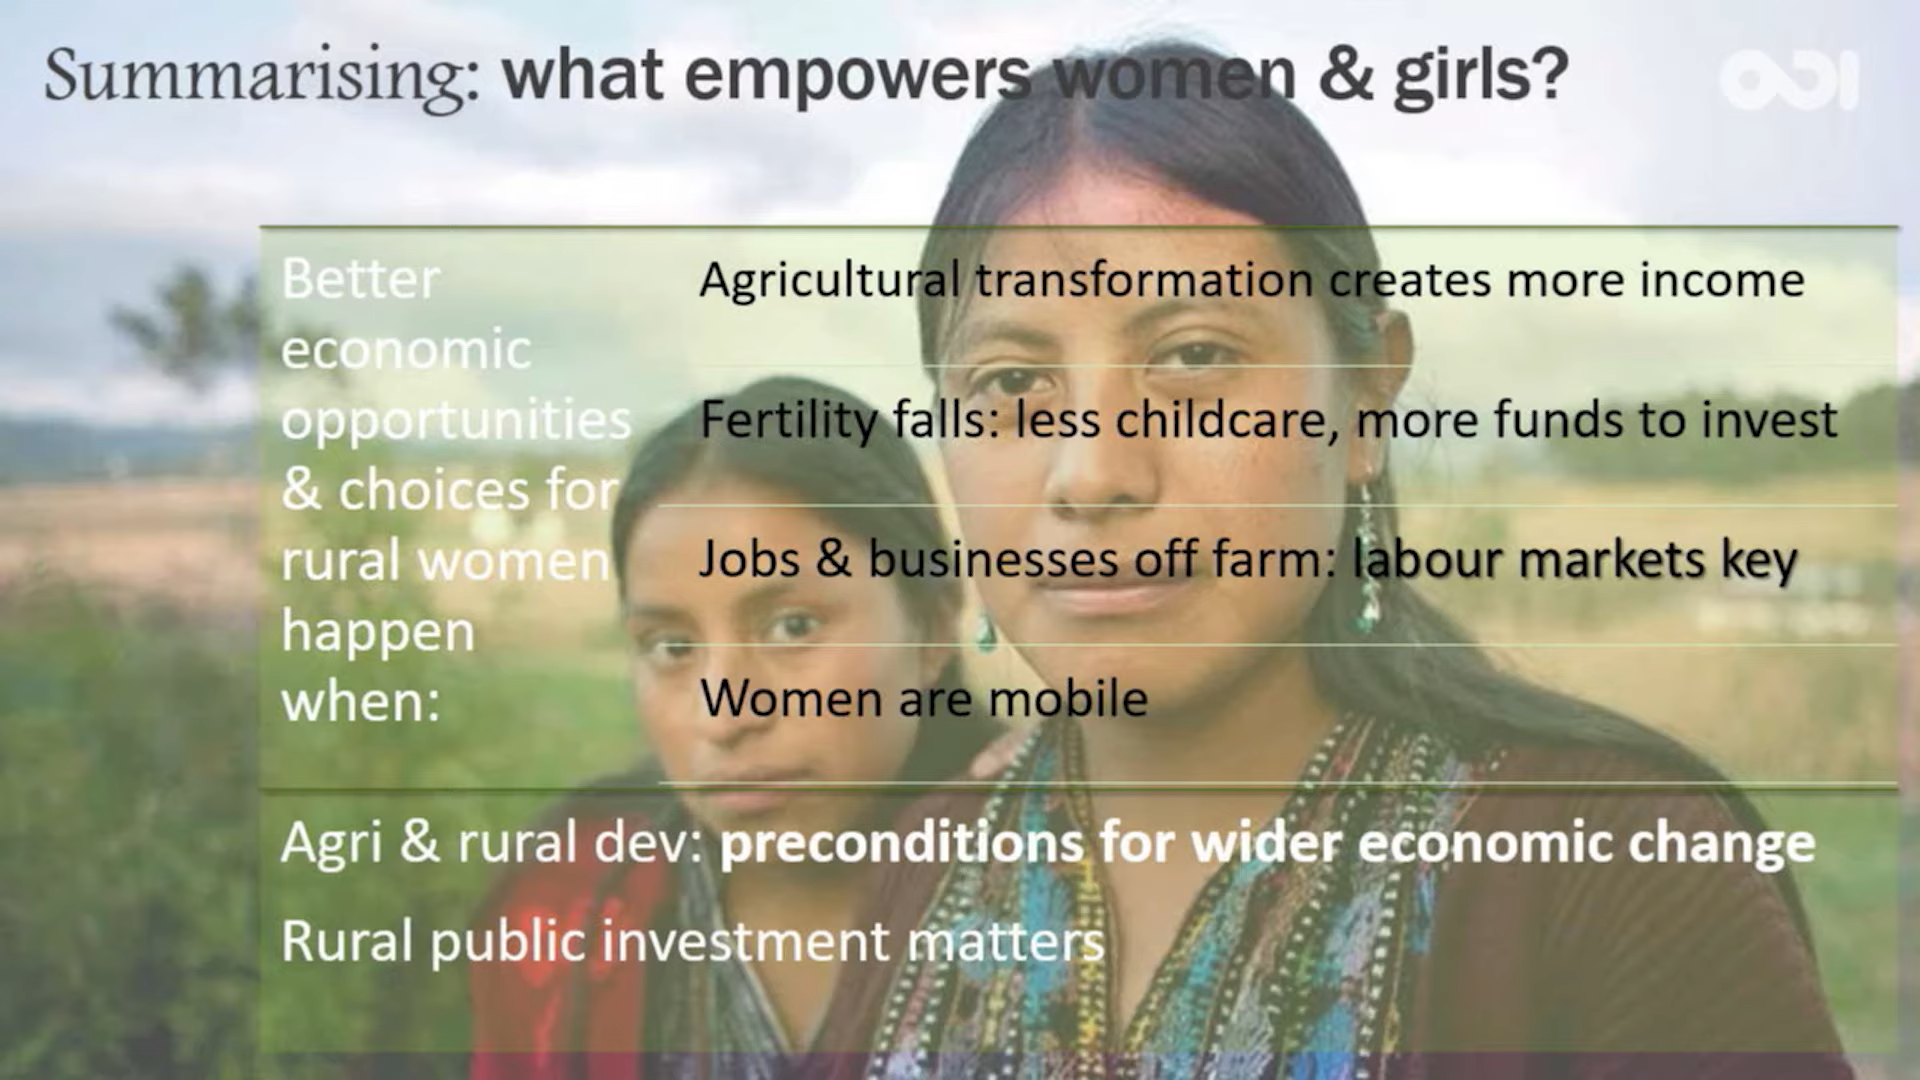 Summarising: what empowers women & girls?
ODI
Better
economic
opportunities
& choices for
rural women
happen
when:
Agricultural transformation creates more income
Fertility falls: less childcare, more funds to invest
Jobs & businesses off farm: labour markets key
Women are mobile
Agri & rural dev: preconditions for wider economic change
Rural public investment matters